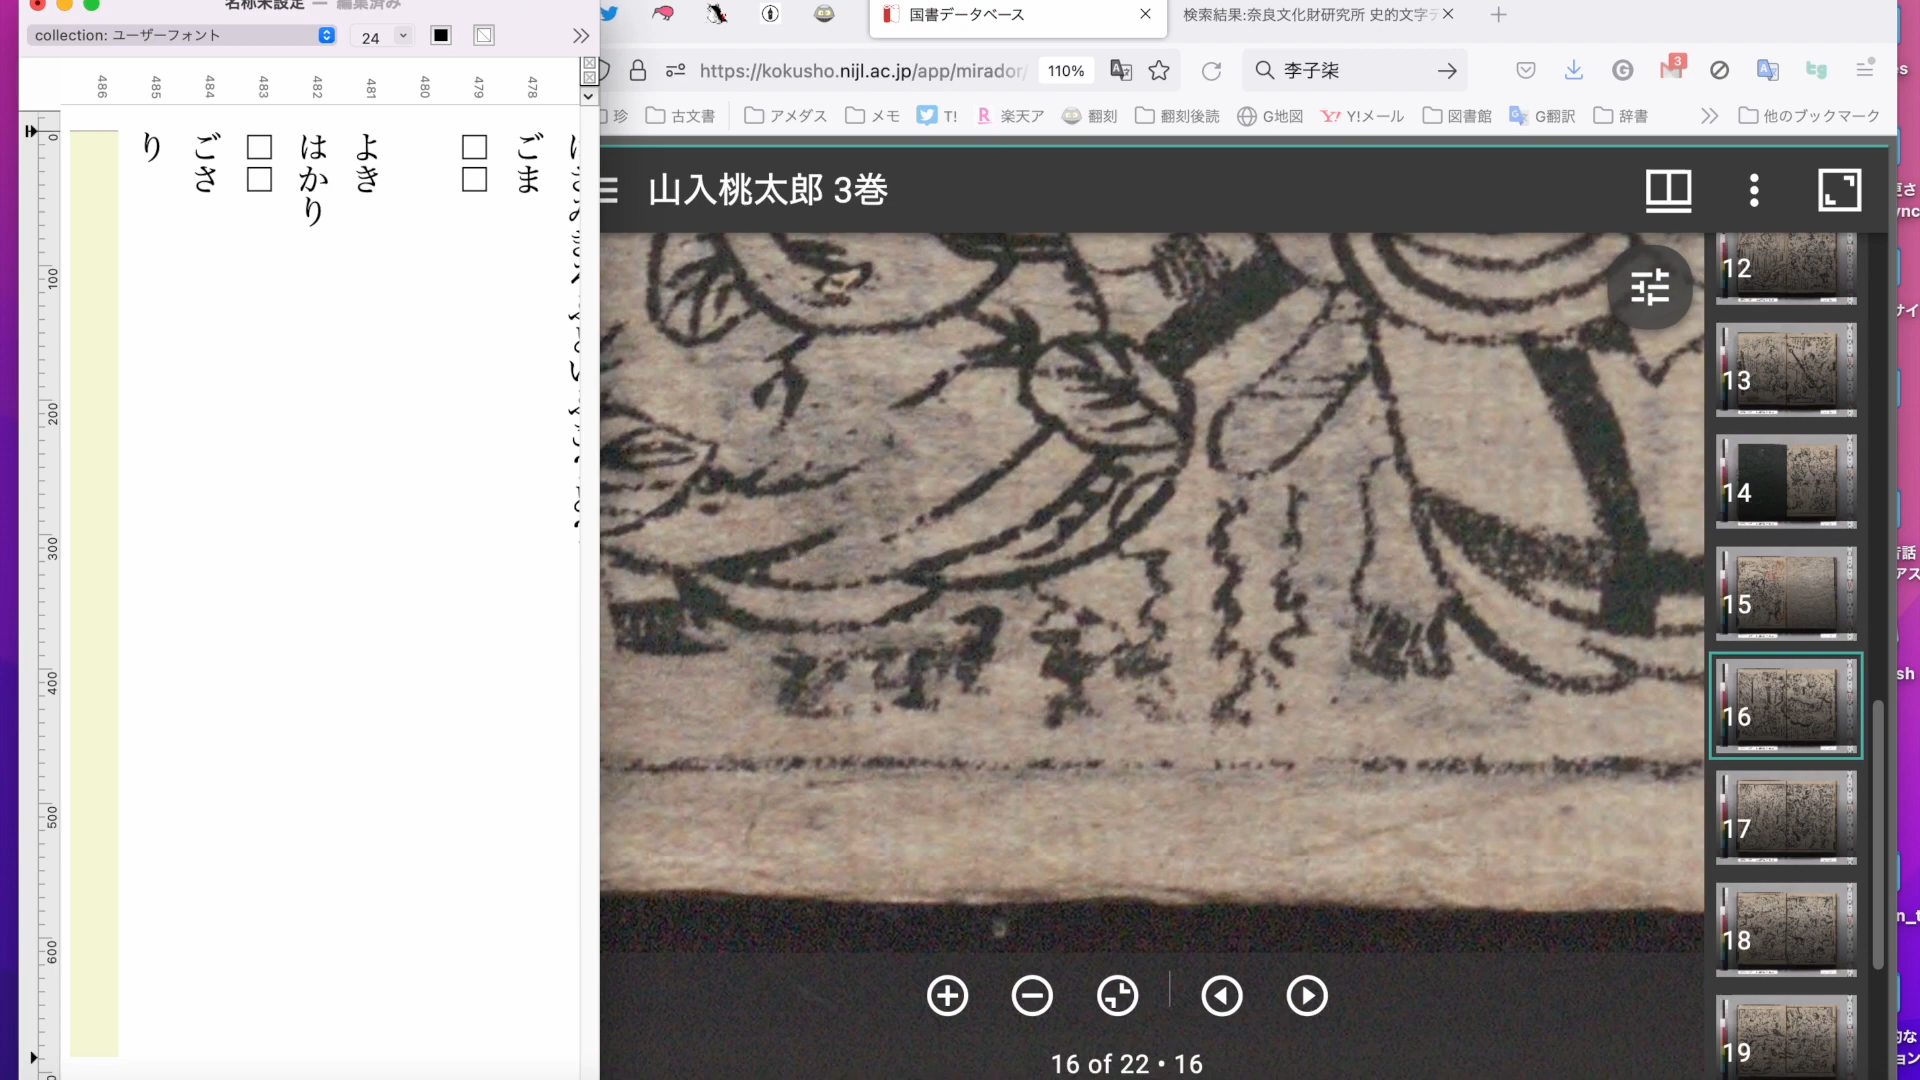 名称未設定 — 編集済み
collection: ユーザーフォント
24
486 485 484 483 482 481 480 479 478
0
100
200
300
400
500
600
ごま
□□
よき
はかり
□□
ござ
り
国書データベース
検索結果:奈良文化財研究所 史的文字デ
https://kokusho.nijl.ac.jp/app/mirador/
110%
李子柒
3
珍
古文書
アメダス
メモ
T!
楽天ア
翻刻
翻刻後読
G地図
Y!メール
図書館
G翻訳
辞書
他のブックマーク
山入桃太郎 3巻
12
13
14
15
16
17
18
19
16 of 22 • 16